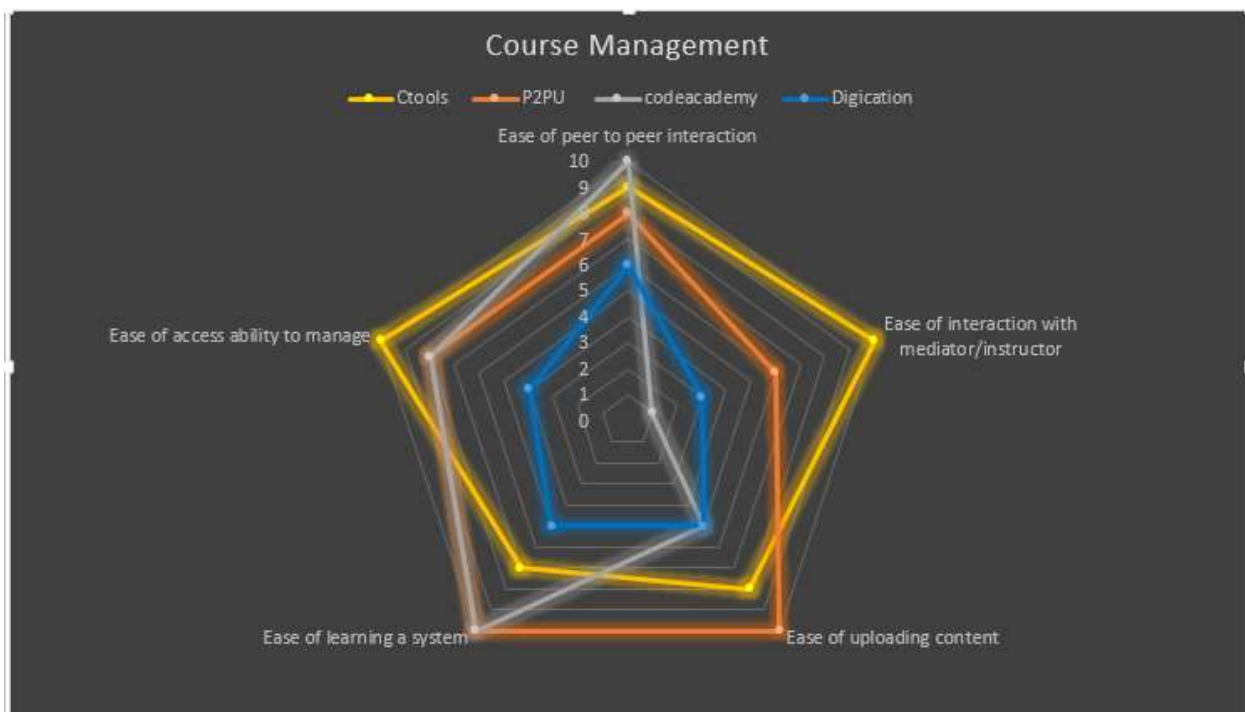 Course Management
Ctools P2PU codeacademy Digication
Ease of peer to peer interaction
10
9
8
7
6
5
4
3
2
1
0
Ease of access ability to manage
Ease of interaction with
mediator/instructor
Ease of learning a system
Ease of uploading content